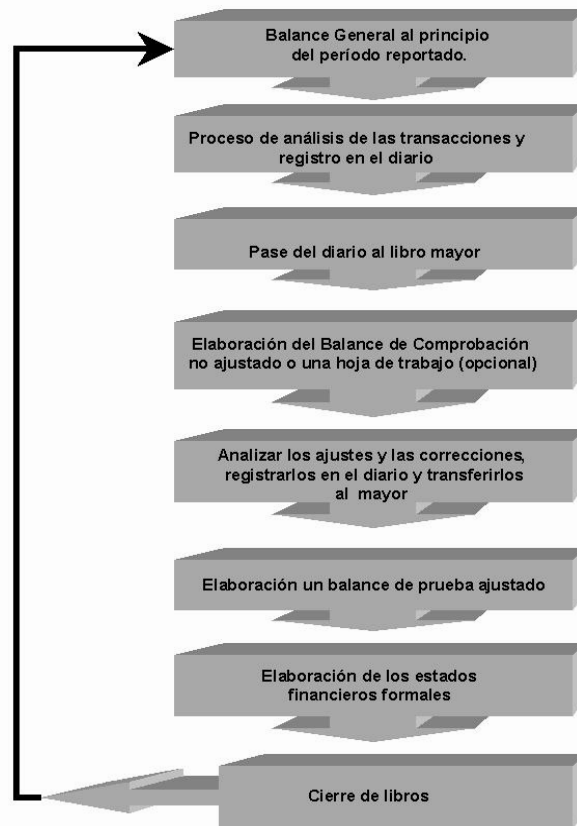 Balance General al principio
del período reportado.
Proceso de análisis de las transacciones y
registro en el diario
Pase del diario al libro mayor
Elaboración del Balance de Comprobación
no ajustado o una hoja de trabajo (opcional)
Analizar los ajustes y las correcciones,
registrarlos en el diario y transferirlos
al mayor
Elaboración un balance de prueba ajustado
Elaboración de los estados
financieros formales
Cierre de libros